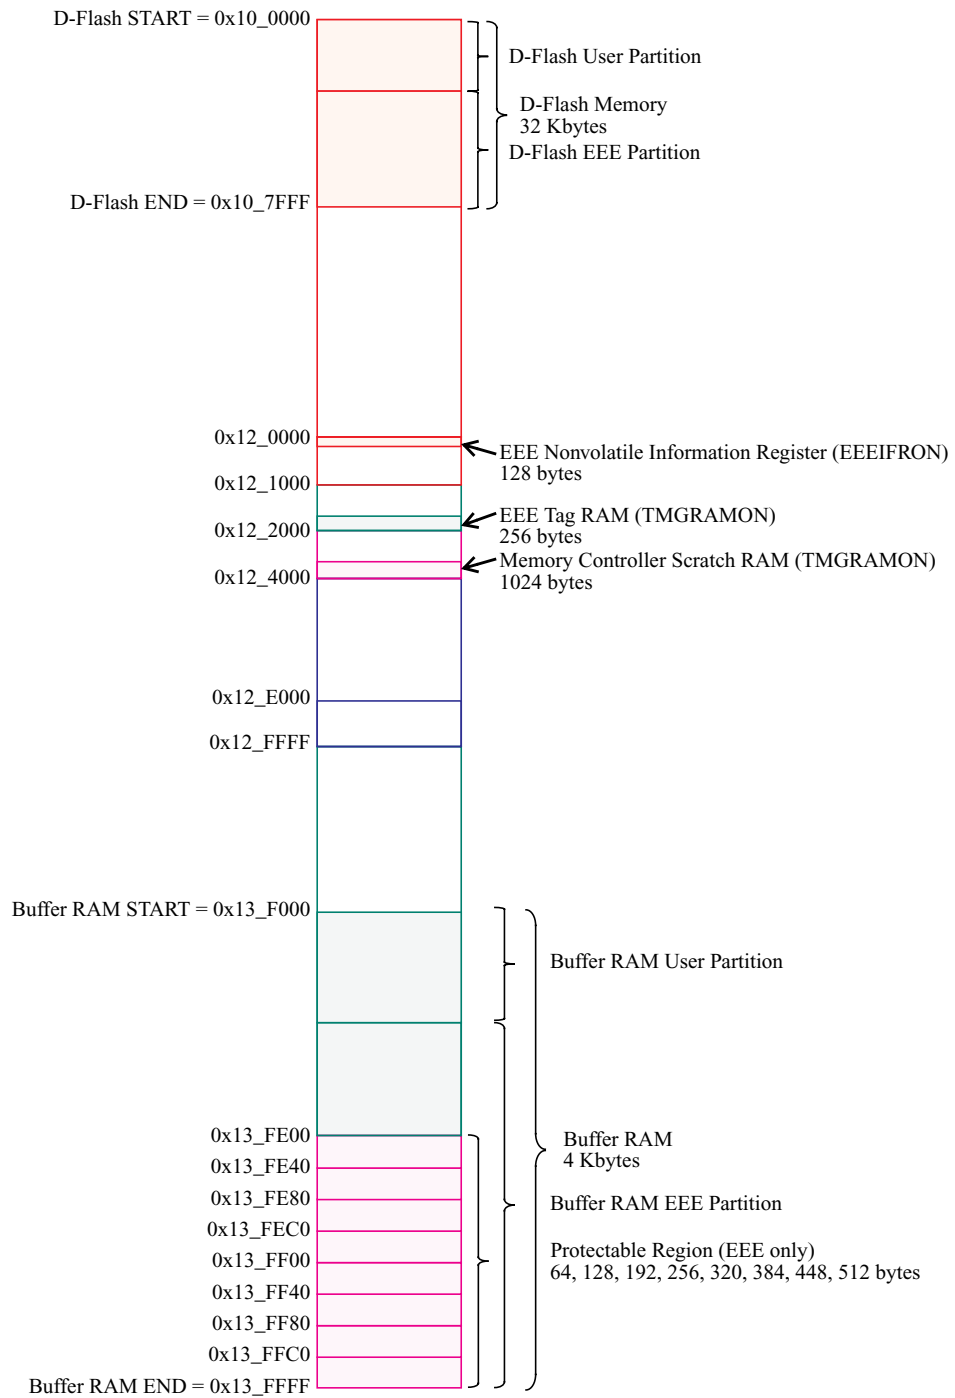 D-Flash START = 0x10_0000
D-Flash User Partition
D-Flash Memory
32 Kbytes
D-Flash EEE Partition
D-Flash END = 0x10_7FFF
0x12_0000
EEE Nonvolatile Information Register (EEEIFRON)
128 bytes
0x12_1000
EEE Tag RAM (TMGRAMON)
256 bytes
0x12_2000
Memory Controller Scratch RAM (TMGRAMON)
1024 bytes
0x12_4000
0x12_E000
0x12_FFFF
Buffer RAM START = 0x13_F000
Buffer RAM User Partition
0x13_FE00
Buffer RAM
4 Kbytes
0x13_FE40
0x13_FE80
Buffer RAM EEE Partition
0x13_FEC0
Protectable Region (EEE only)
64, 128, 192, 256, 320, 384, 448, 512 bytes
0x13_FF00
0x13_FF40
0x13_FF80
0x13_FFC0
Buffer RAM END = 0x13_FFFF